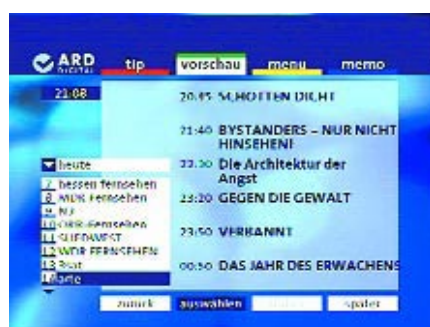 ARD
DIGITAL
tip
vorschau
menu
memo
21:08
20:45 SCHOTTEN DICHT
21:40 BYSTANDERS – NUR NICHT
HINSEHEN!
22:30 Die Architektur der
Angst
23:20 GEGEN DIE GEWALT
23:50 VERBANNT
00:50 DAS JAHR DES ERWACHENS
heute
7 hessen fernsehen
8 MDR Fernsehen
9 N3
10 ORB-Fernsehen
11 SUEDWEST
12 WDR FERNSEHEN
13 3sat
14 arte
zurück
auswählen
später